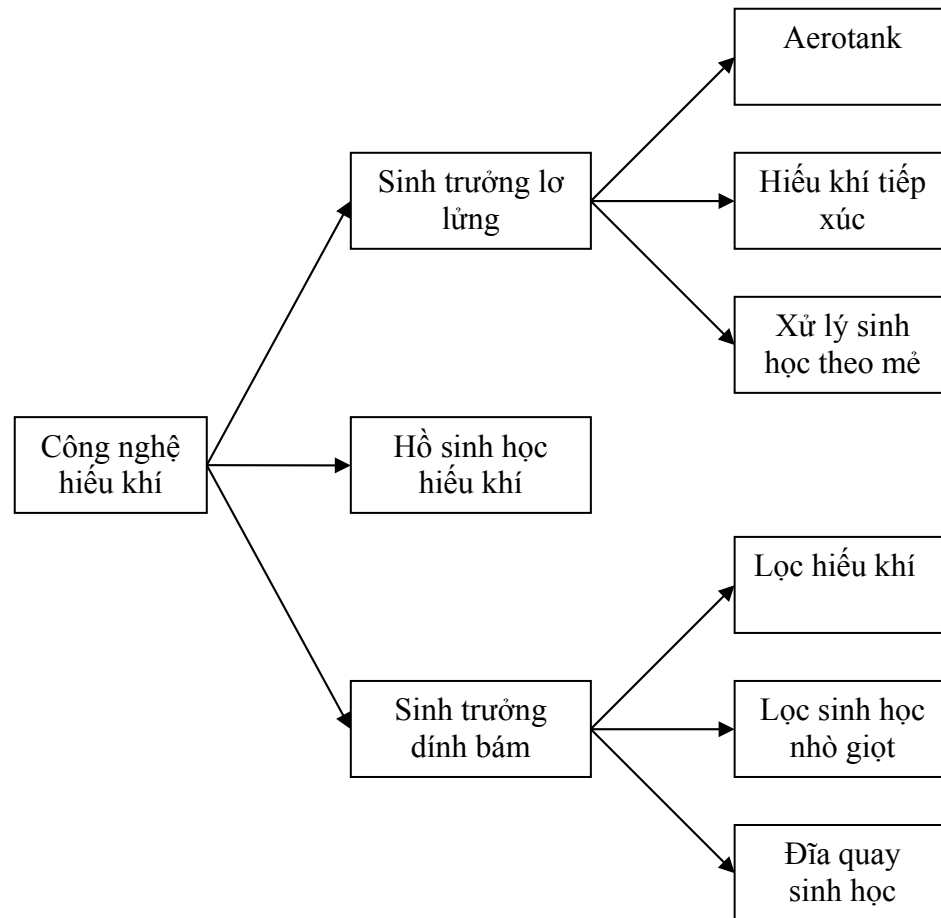 Aerotank
Sinh trưởng lơ
lửng
Hiếu khí tiếp
xúc
Xử lý sinh
học theo mẻ
Công nghệ
hiếu khí
Hồ sinh học
hiếu khí
Lọc hiếu khí
Sinh trưởng
dính bám
Lọc sinh học
nhò giọt
Đĩa quay
sinh học